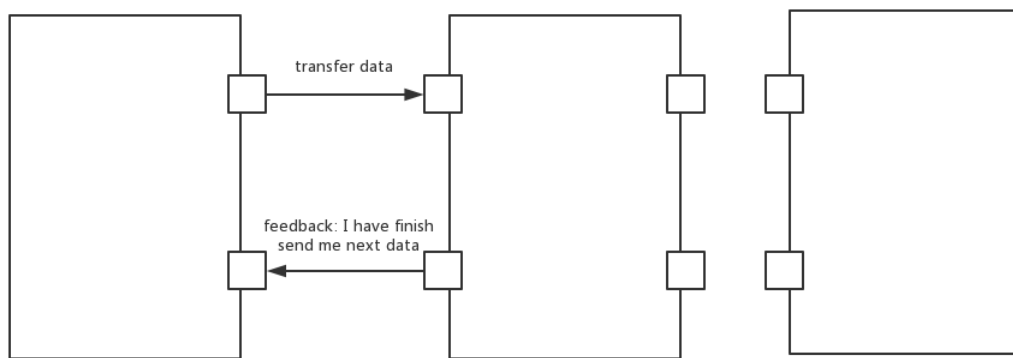 transfer data
feedback: I have finish
send me next data